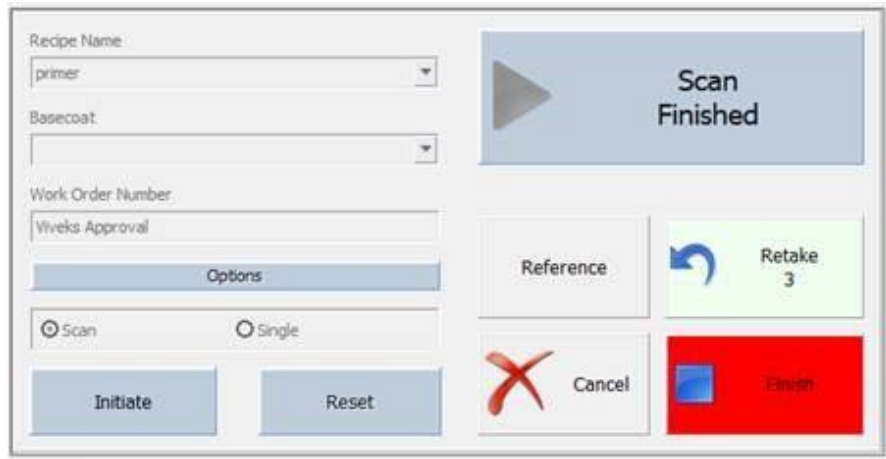 Recipe Name
primer
Basecoat
Work Order Number
Viveks Approval
Options
Scan
Single
Initiate
Reset
Scan
Finished
Reference
Retake
3
Cancel
Finish